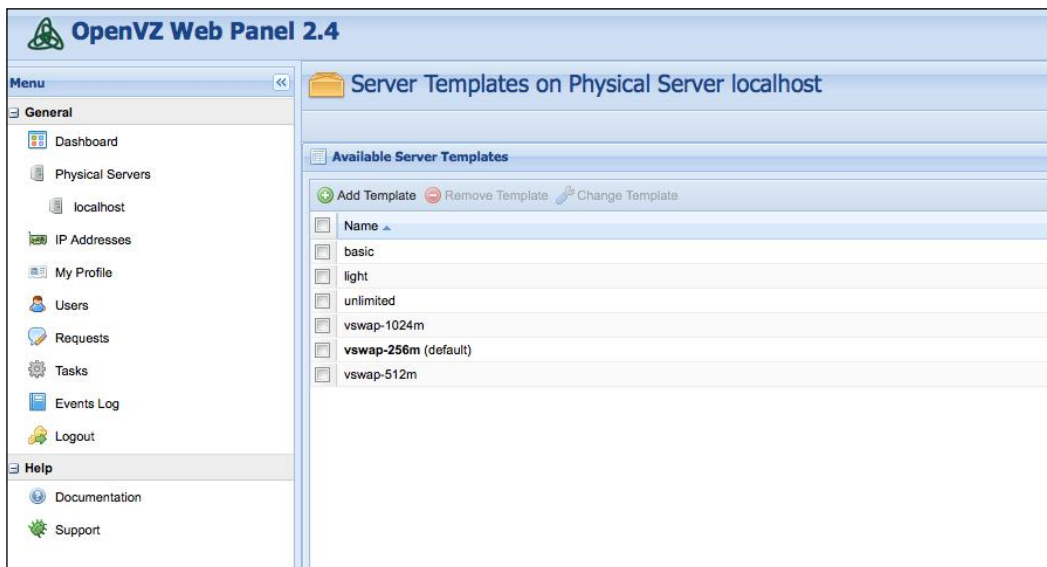 OpenVZ Web Panel 2.4
Menu
General
Dashboard
Physical Servers
localhost
IP Addresses
My Profile
Users
Requests
Tasks
Events Log
Logout
Help
Documentation
Support
Server Templates on Physical Server localhost
Available Server Templates
Add Template Remove Template Change Template
Name
basic
light
unlimited
vswap-1024m
vswap-256m (default)
vswap-512m